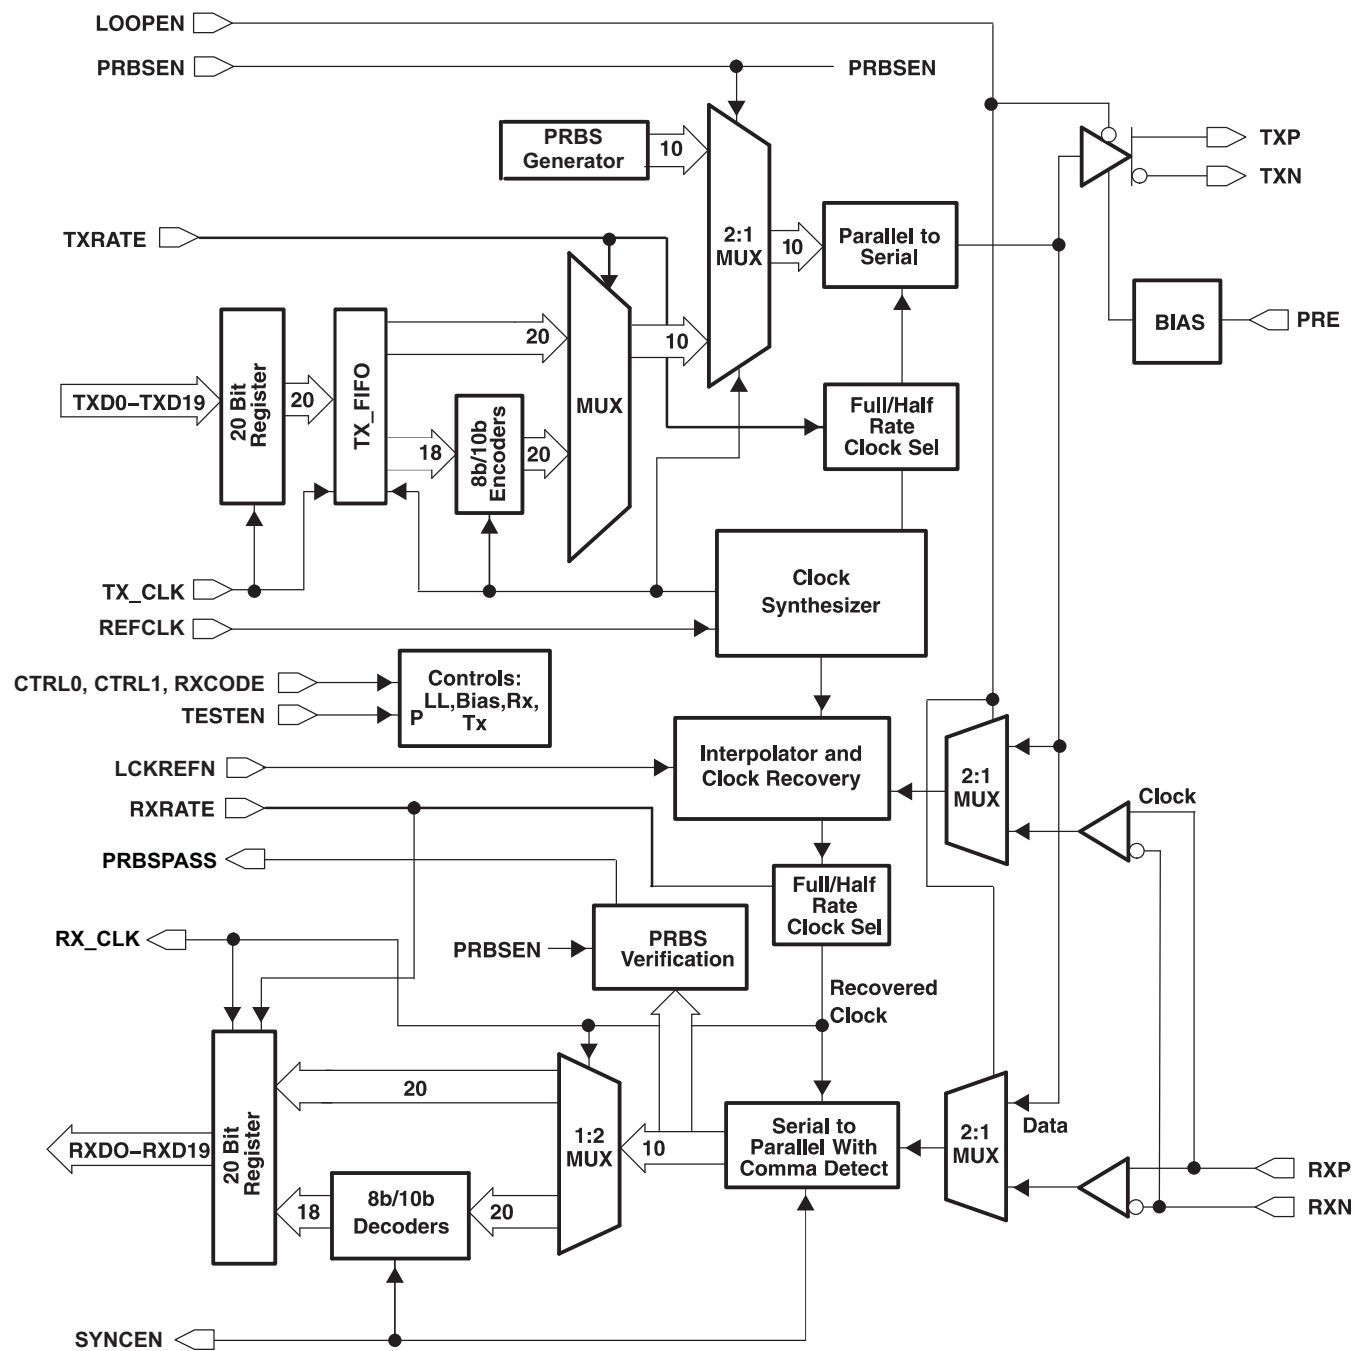 LOOPEN
PRBSEN
PRBSEN
PRBS
Generator
10
TXP
TXN
TXRATE
2:1
MUX
10
Parallel to
Serial
BIAS
PRE
TXD0–TXD19
20 Bit
Register
20
TX_FIFO
20
18
8b/10b
Encoders
20
MUX
10
Full/Half
Rate
Clock Sel
TX_CLK
REFCLK
Clock
Synthesizer
CTRL0, CTRL1, RXCODE
TESTEN
Controls:
LL,Bias,Rx,
P
Tx
LCKREFN
Interpolator and
Clock Recovery
2:1
MUX
Clock
RXRATE
PRBSPASS
Full/Half
Rate
Clock Sel
RX_CLK
PRBSEN
PRBS
Verification
Recovered
Clock
20 Bit
Register
20
RXDO–RXD19
1:2
MUX
10
Serial to
Parallel With
Comma Detect
2:1
MUX
Data
RXP
RXN
18
8b/10b
Decoders
20
SYNCEN